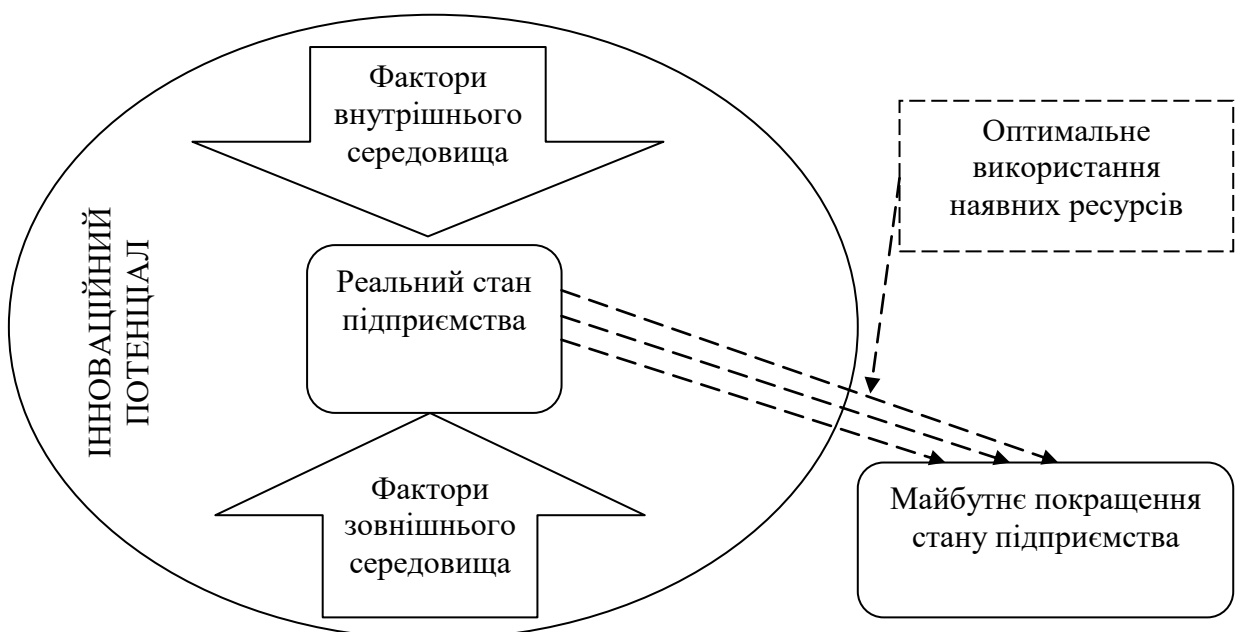 Фактори
внутрішнього
середовища
Оптимальне
використання
наявних ресурсів
ІННОВАЦІЙНИЙ
ПОТЕНЦІАЛ
Реальний стан
підприємства
Фактори
зовнішнього
середовища
Майбутнє покращення
стану підприємства